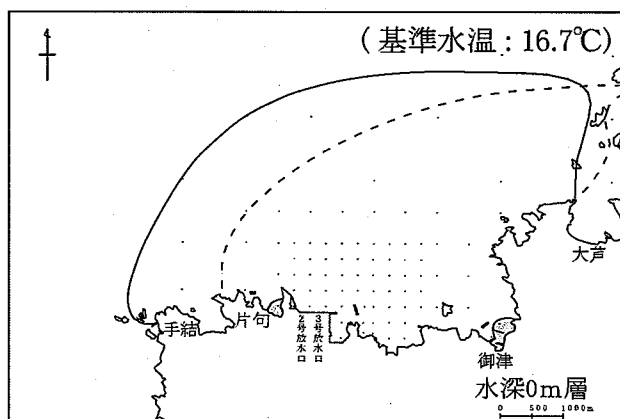 (基準水温:16.7℃)
大芦
手結
片句
2号放水口
3号放水口
御津
水深0m層
0 500 1000m